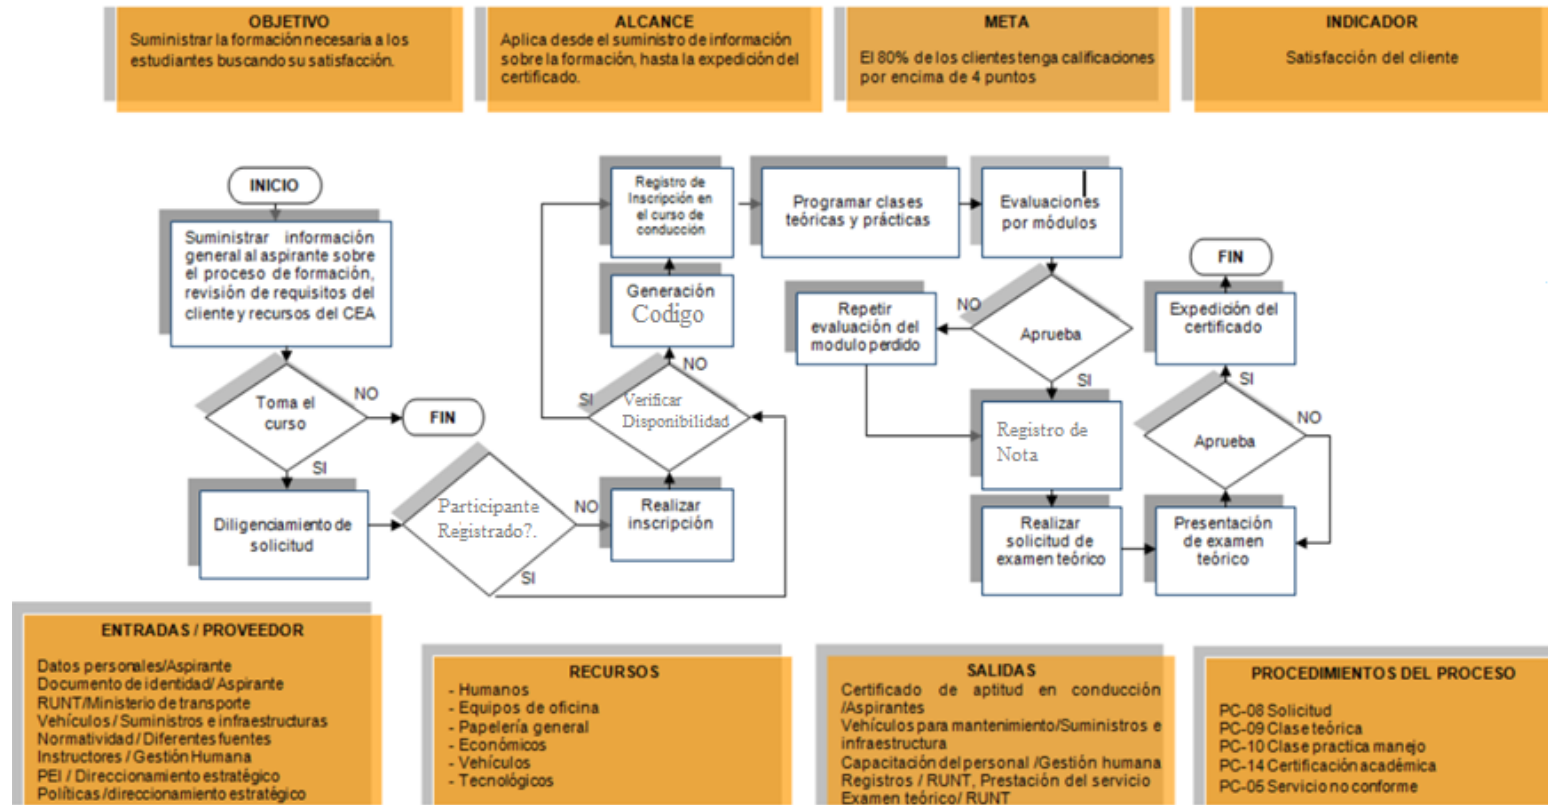 OBJETIVO
Suministrar la formación necesaria a los
estudiantes buscando su satisfacción.
ALCANCE
Aplica desde el suministro de información
sobre la formación, hasta la expedición del
certificado.
META
El 80% de los clientes tenga calificaciones
por encima de 4 puntos
INDICADOR
Satisfacción del cliente
INICIO
Suministrar información
general al aspirante sobre
el proceso de formación,
revisión de requisitos del
cliente y recursos del CEA
Toma el
curso
NO
FIN
SI
Diligenciamiento de
solicitud
Participante
Registrado?.
NO
SI
Realizar
inscripción
Verificar
Disponibilidad
SI
NO
Generación
Codigo
Registro de
Inscripción en
el curso de
conducción
Programar clases
teóricas y prácticas
Evaluaciones
por módulos
Aprueba
NO
SI
Repetir
evaluación del
modulo perdido
Registro de
Nota
Realizar
solicitud de
examen teórico
Presentación
de examen
teórico
Aprueba
NO
SI
Expedición del
certificado
FIN
ENTRADAS / PROVEEDOR
Datos personales/Aspirante
Documento de identidad/ Aspirante
RUNT/Ministerio de transporte
Vehículos / Suministros e infraestructuras
Normatividad / Diferentes fuentes
Instructores / Gestión Humana
PEI / Direccionamiento estratégico
Políticas /direccionamiento estratégico
RECURSOS
- Humanos
- Equipos de oficina
- Papelería general
- Económicos
- Vehículos
- Tecnológicos
SALIDAS
Certificado de aptitud en conducción
/Aspirantes
Vehículos para mantenimiento/Suministros e
infraestructura
Capacitación del personal /Gestión humana
Registros / RUNT, Prestación del servicio
Examen teórico/ RUNT
PROCEDIMIENTOS DEL PROCESO
PC-08 Solicitud
PC-09 Clase teórica
PC-10 Clase practica manejo
PC-14 Certificación académica
PC-05 Servicio no conforme